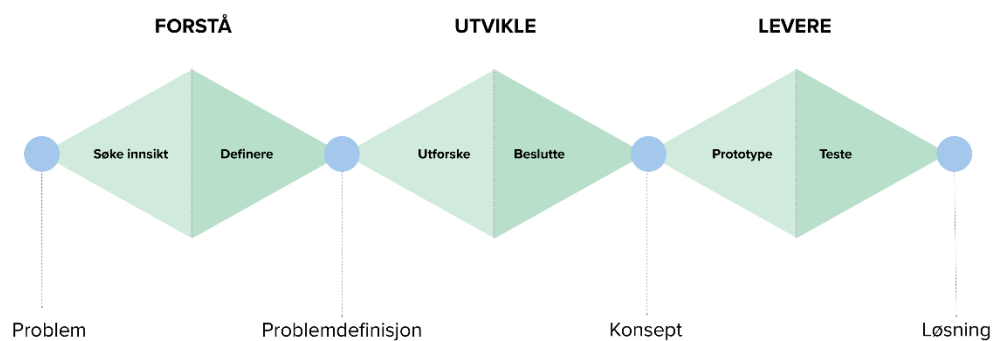 FORSTÅ
UTVIKLE
LEVERE
Søke innsikt
Definere
Utforske
Beslutte
Prototype
Teste
Problem
Problemdefinisjon
Konsept
Løsning